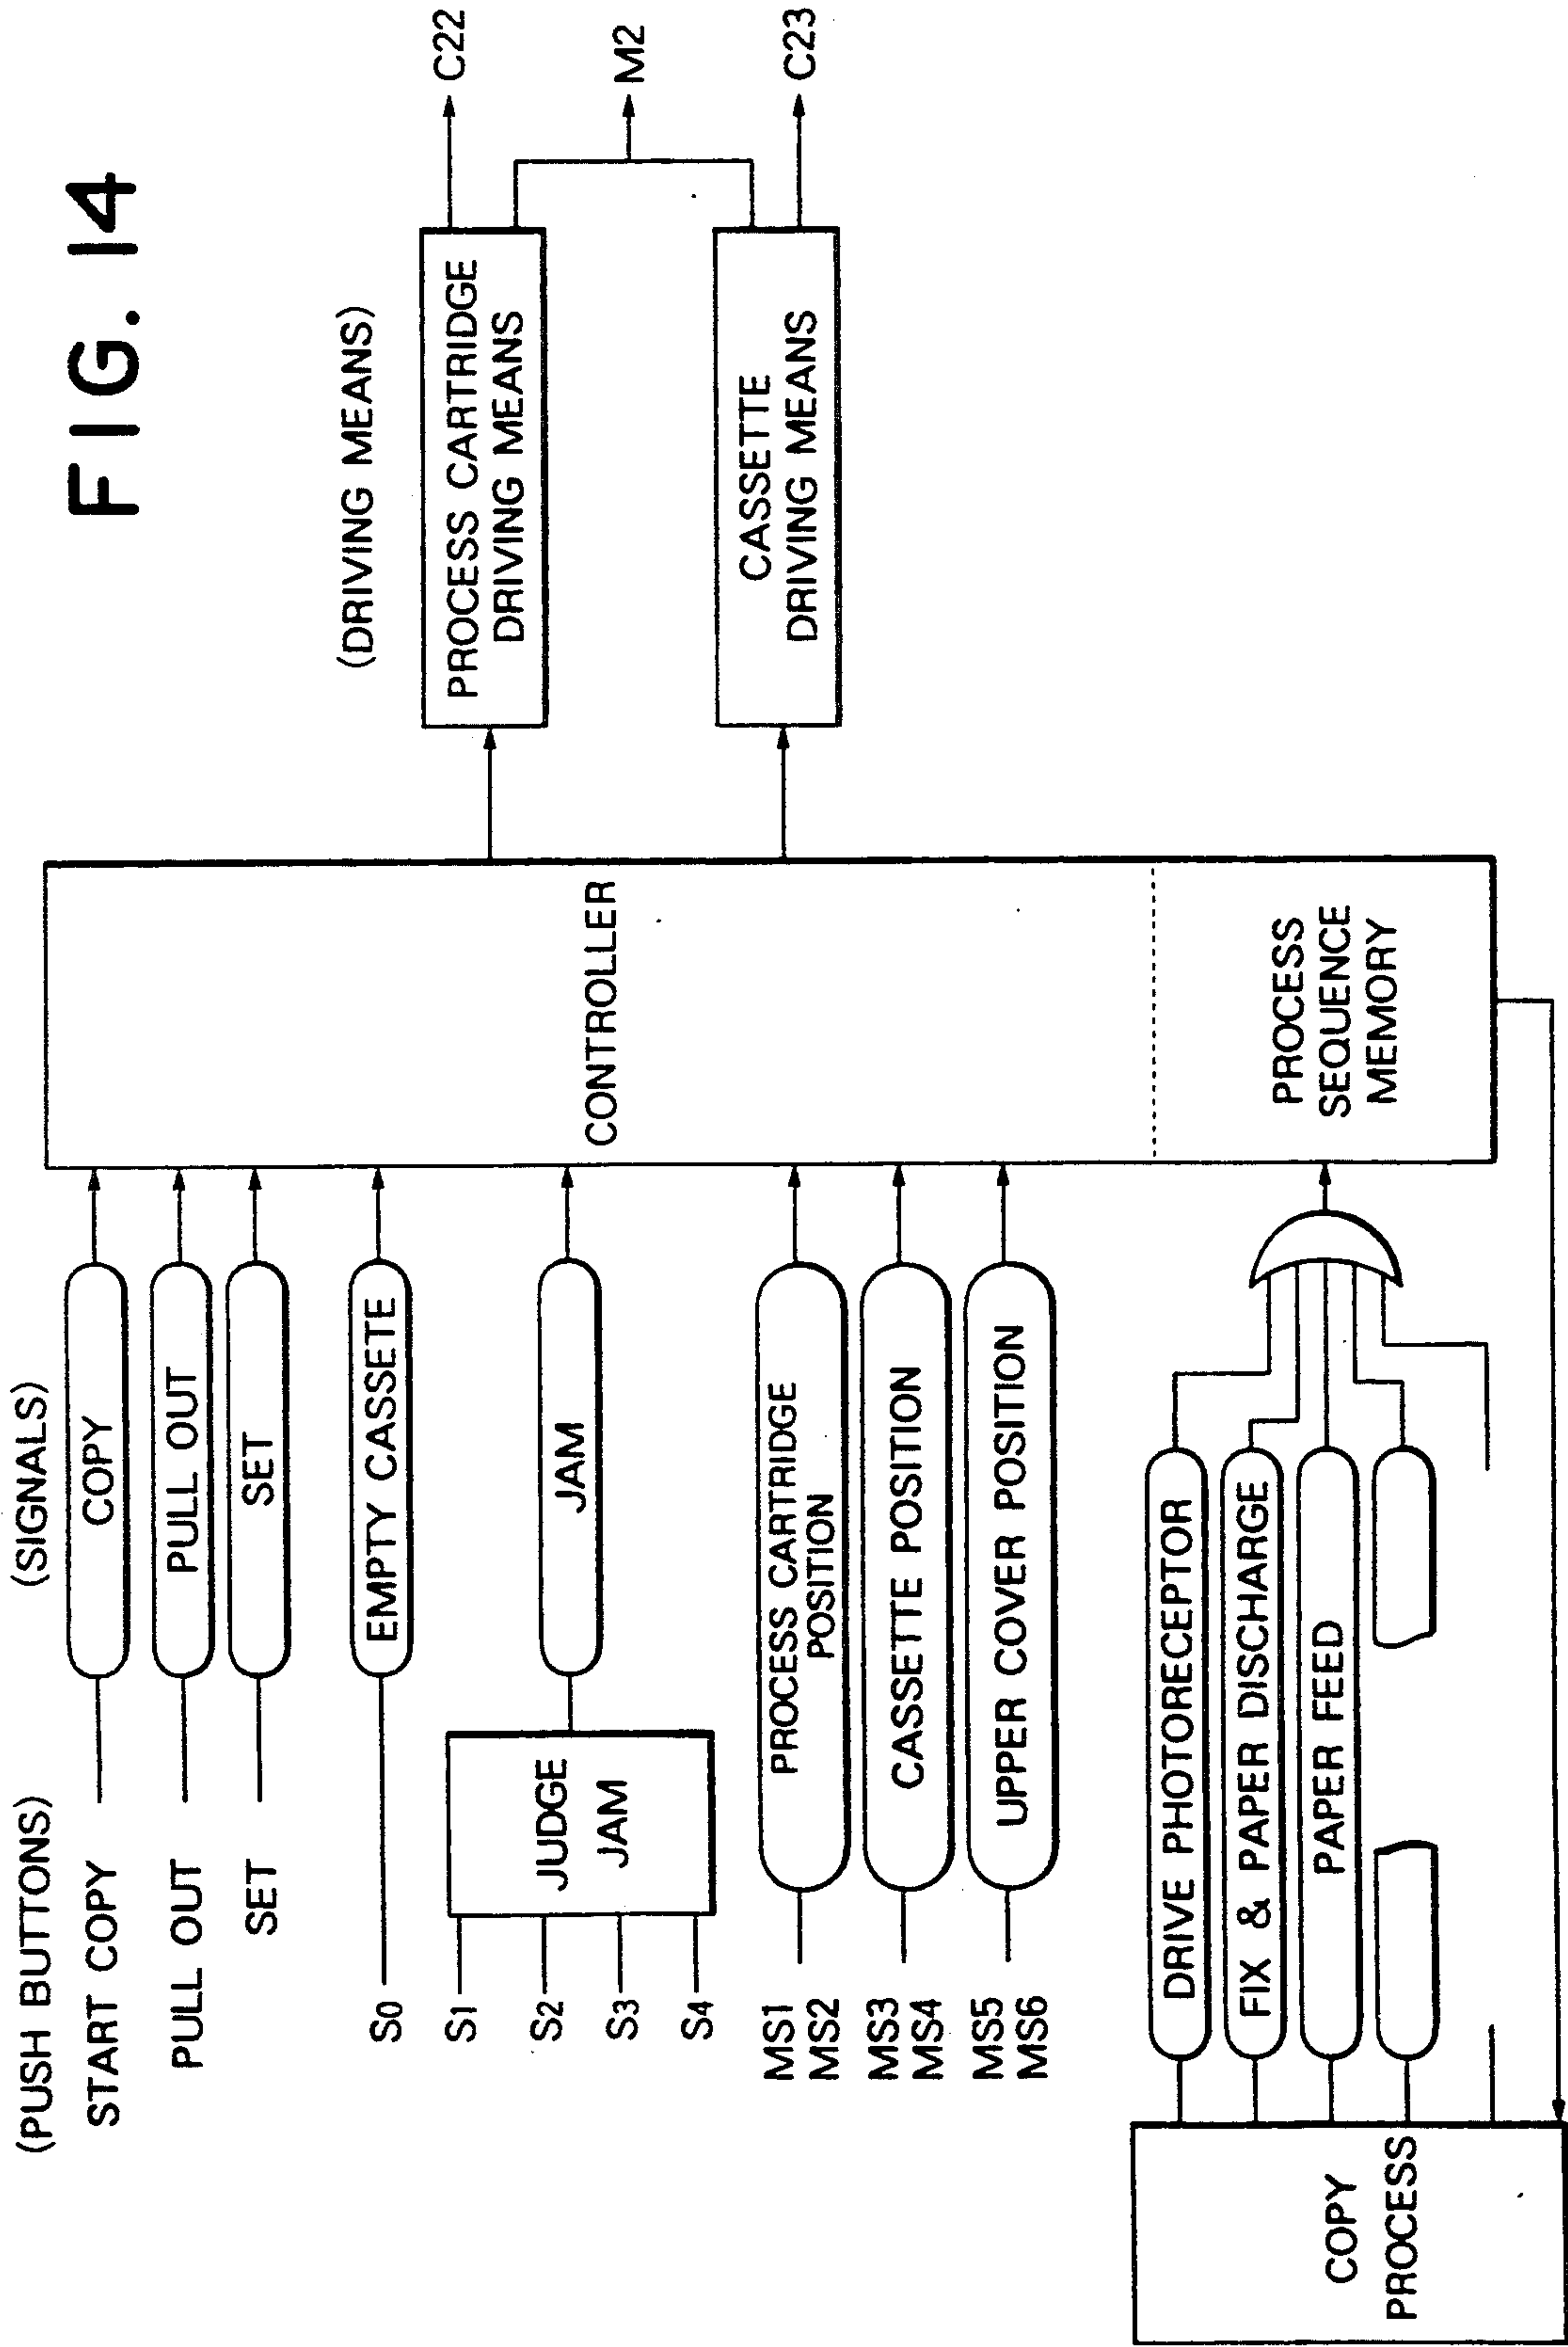 FIG. 14
(PUSH BUTTONS)
(SIGNALS)
(DRIVING MEANS)
START COPY
COPY
PULL OUT
PULL OUT
SET
SET
S0
EMPTY CASSETE
S1
S2
S3
S4
JUDGE
JAM
JAM
MS1
MS2
PROCESS CARTRIDGE
POSITION
MS3
MS4
CASSETTE POSITION
MS5
MS6
UPPER COVER POSITION
DRIVE PHOTORECEPTOR
FIX & PAPER DISCHARGE
PAPER FEED
COPY
PROCESS
CONTROLLER
PROCESS
SEQUENCE
MEMORY
PROCESS CARTRIDGE
DRIVING MEANS
CASSETTE
DRIVING MEANS
C22
M2
C23